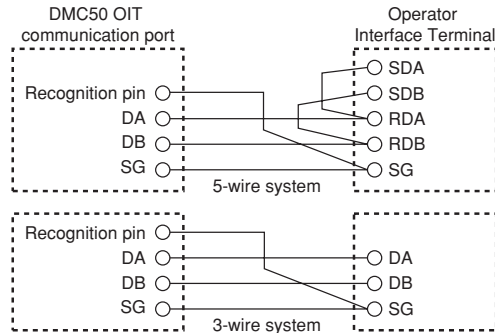 DMC50 OIT
communication port
Operator
Interface Terminal
Recognition pin
DA
DB
SG
SDA
SDB
RDA
RDB
SG
5-wire system
Recognition pin
DA
DB
SG
DA
DB
SG
3-wire system